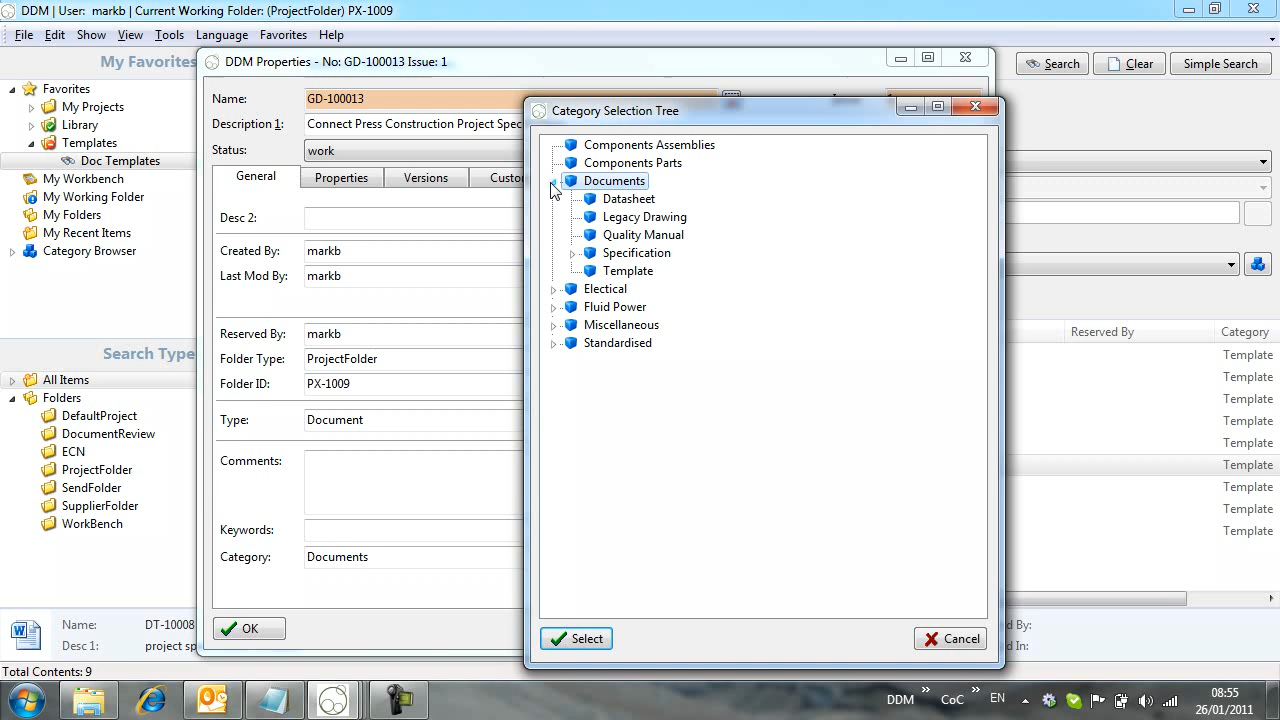 DDM | User: markb | Current Working Folder: (ProjectFolder) PX-1009
File Edit Show View Tools Language Favorites Help
My Favorites
Favorites
My Projects
Library
Templates
Doc Templates
My Workbench
My Working Folder
My Folders
My Recent Items
Category Browser
Search Type
All Items
Folders
DefaultProject
DocumentReview
ECN
ProjectFolder
SendFolder
SupplierFolder
WorkBench
DDM Properties - No: GD-100013 Issue: 1
Name: GD-100013
Description 1: Connect Press Construction Project Spec
Status: work
General Properties Versions Custo
Desc 2:
Created By: markb
Last Mod By: markb
Reserved By: markb
Folder Type: ProjectFolder
Folder ID: PX-1009
Type: Document
Comments:
Keywords:
Category: Documents
OK
Category Selection Tree
Components Assemblies
Components Parts
Documents
Datasheet
Legacy Drawing
Quality Manual
Specification
Template
Electical
Fluid Power
Miscellaneous
Standardised
Select Cancel
Search Clear Simple Search
Reserved By Category
Template
Template
Template
Template
Template
Template
Template
Template
Template
Name: DT-10008
Desc 1: project sp
d By:
d In:
Total Contents: 9
DDM » CoC » EN
08:55
26/01/2011